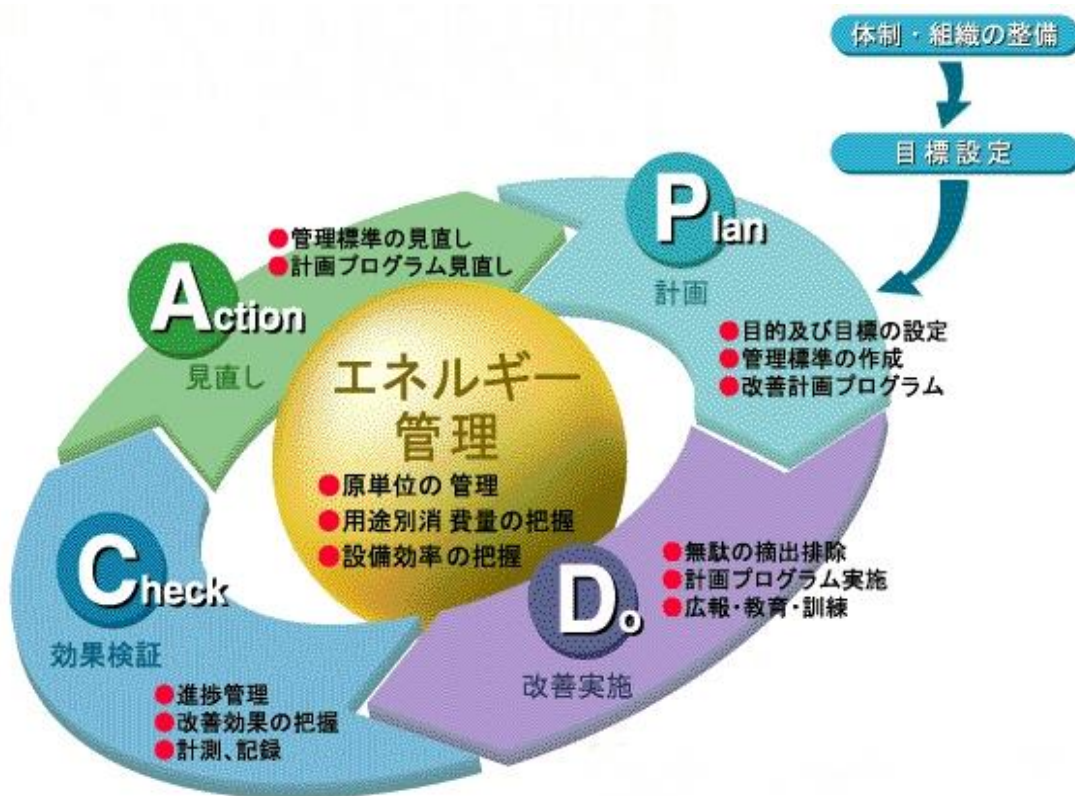 体制・組織の整備
目標設定
Plan
計画
●目的及び目標の設定
●管理標準の作成
●改善計画プログラム
Do
改善実施
●無駄の摘出排除
●計画プログラム実施
●広報・教育・訓練
Check
効果検証
●進捗管理
●改善効果の把握
●計測、記録
Action
見直し
●管理標準の見直し
●計画プログラム見直し
エネルギー
管理
●原単位の管理
●用途別消費量の把握
●設備効率の把握